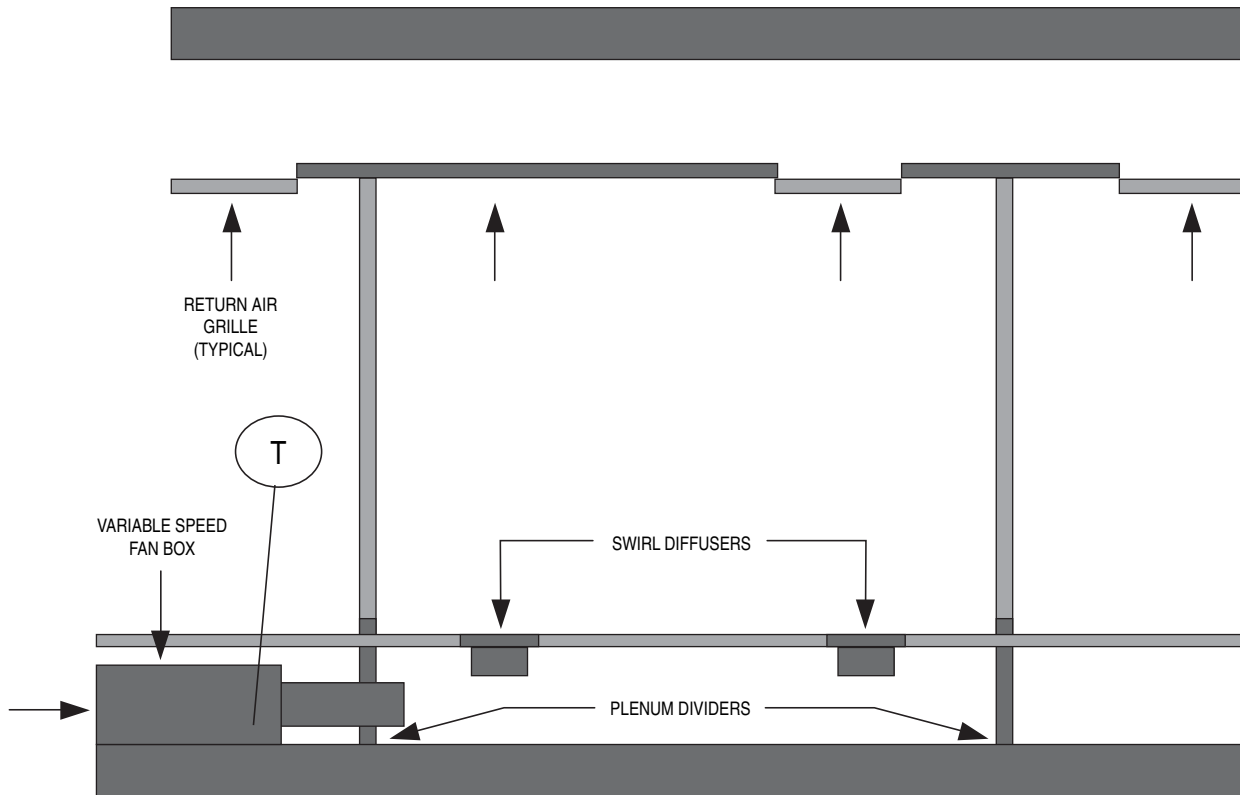 RETURN AIR
GRILLE
(TYPICAL)
T
VARIABLE SPEED
FAN BOX
SWIRL DIFFUSERS
PLENUM DIVIDERS